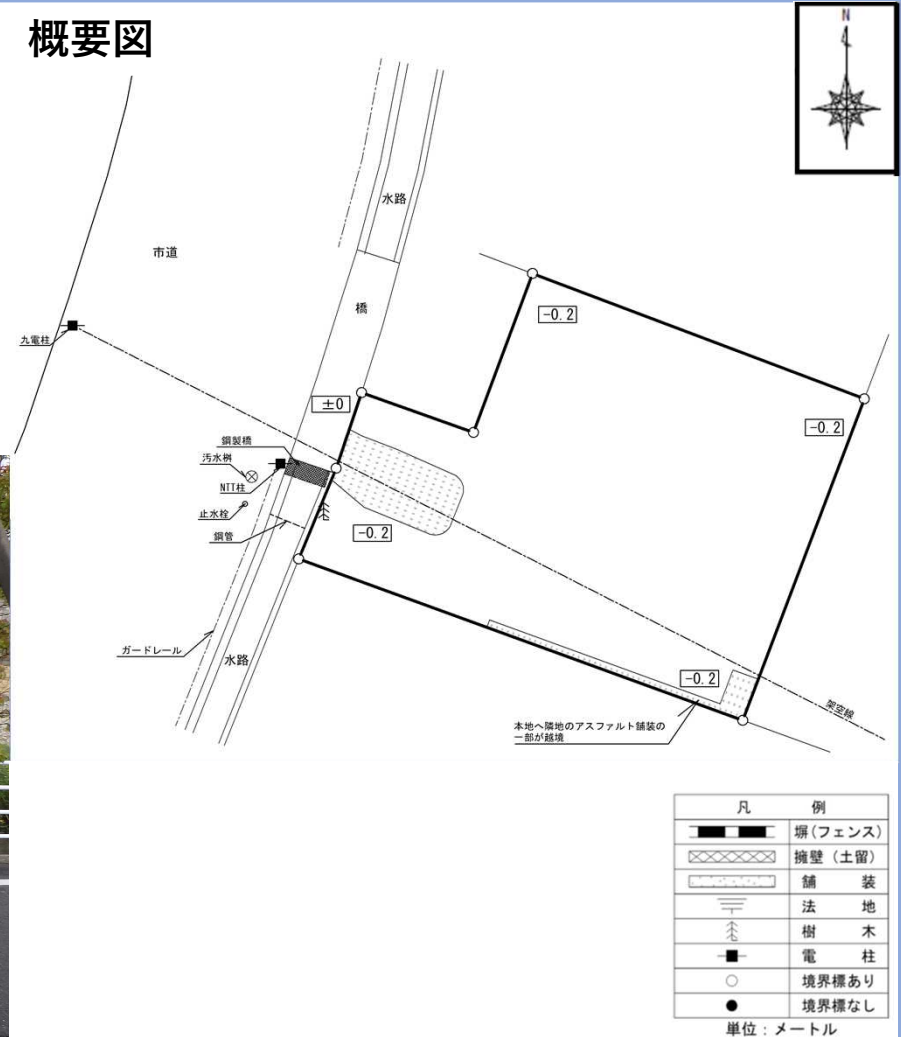 概要図
N
水路
市道
橋
-0.2
九電柱
-0.2
±0
鋼製橋
汚水桝
NTT柱
止水栓
鋼管
-0.2
ガードレール
水路
-0.2
架空線
本地へ隣地のアスファルト舗装の
一部が越境
凡 例
塀(フェンス)
擁壁(土留)
舗 装
法 地
樹 木
電 柱
境界標あり
境界標なし
単位:メートル